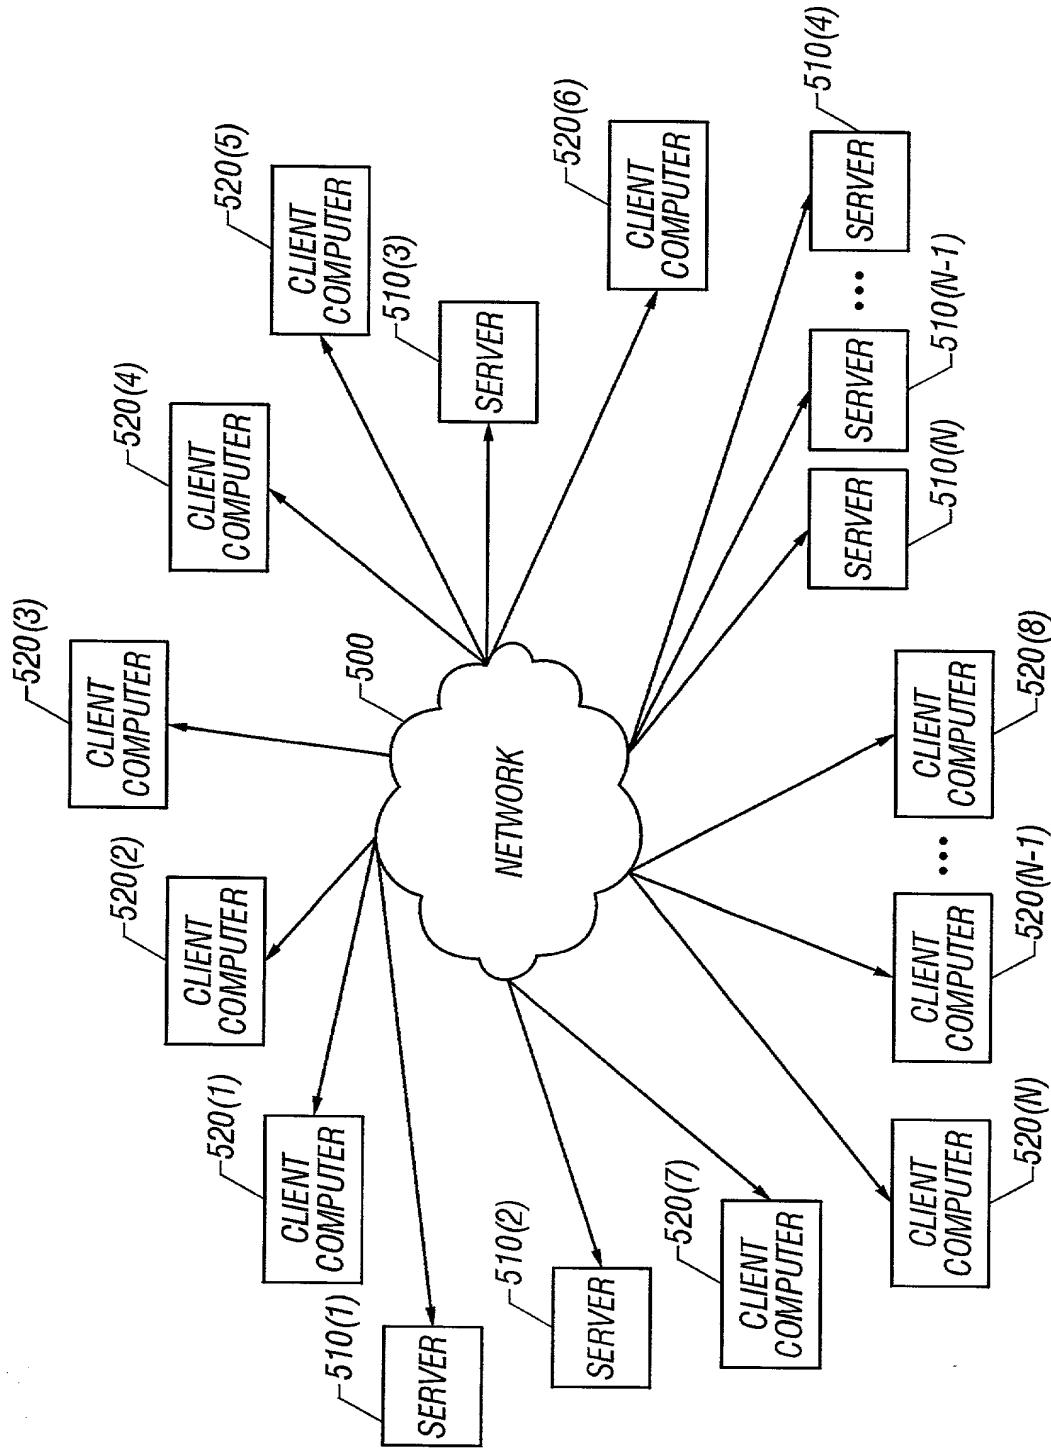 520(3)
CLIENT
COMPUTER
520(2)
CLIENT
COMPUTER
520(4)
CLIENT
COMPUTER
520(1)
CLIENT
COMPUTER
520(5)
CLIENT
COMPUTER
510(1)
SERVER
500
NETWORK
510(3)
SERVER
510(2)
SERVER
520(6)
CLIENT
COMPUTER
520(7)
CLIENT
COMPUTER
SERVER
510(N)
SERVER
510(N-1)
...
510(4)
SERVER
CLIENT
COMPUTER
520(N)
CLIENT
COMPUTER
520(N-1)
...
CLIENT
COMPUTER
520(8)